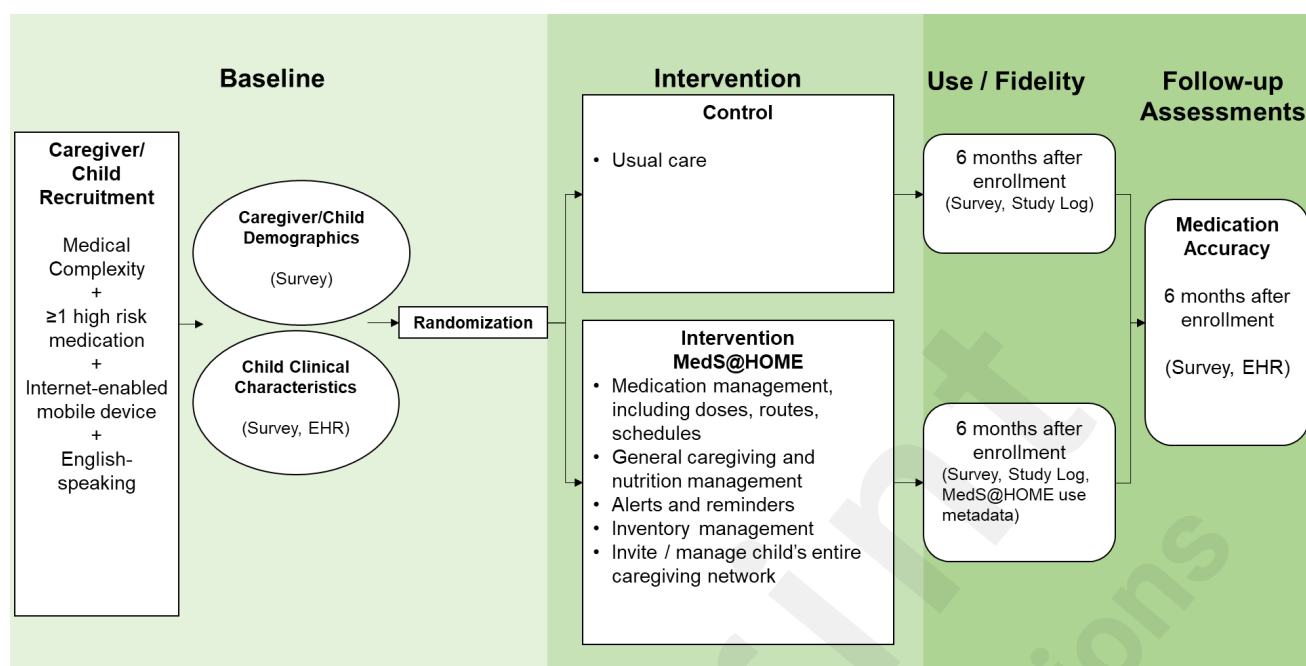 Baseline
Intervention
Use / Fidelity
Follow-up
Assessments
Caregiver/
Child
Recruitment
Medical
Complexity
+
≥1 high risk
medication
+
Internet-enabled
mobile device
+
English-
speaking
Caregiver/Child
Demographics
(Survey)
Child Clinical
Characteristics
(Survey, EHR)
Randomization
Control
• Usual care
Intervention
MedS@HOME
• Medication management,
including doses, routes,
schedules
• General caregiving and
nutrition management
• Alerts and reminders
• Inventory management
• Invite / manage child's entire
caregiving network
6 months after
enrollment
(Survey, Study Log)
6 months after
enrollment
(Survey, Study Log,
MedS@HOME use
metadata)
Medication
Accuracy
6 months after
enrollment
(Survey, EHR)